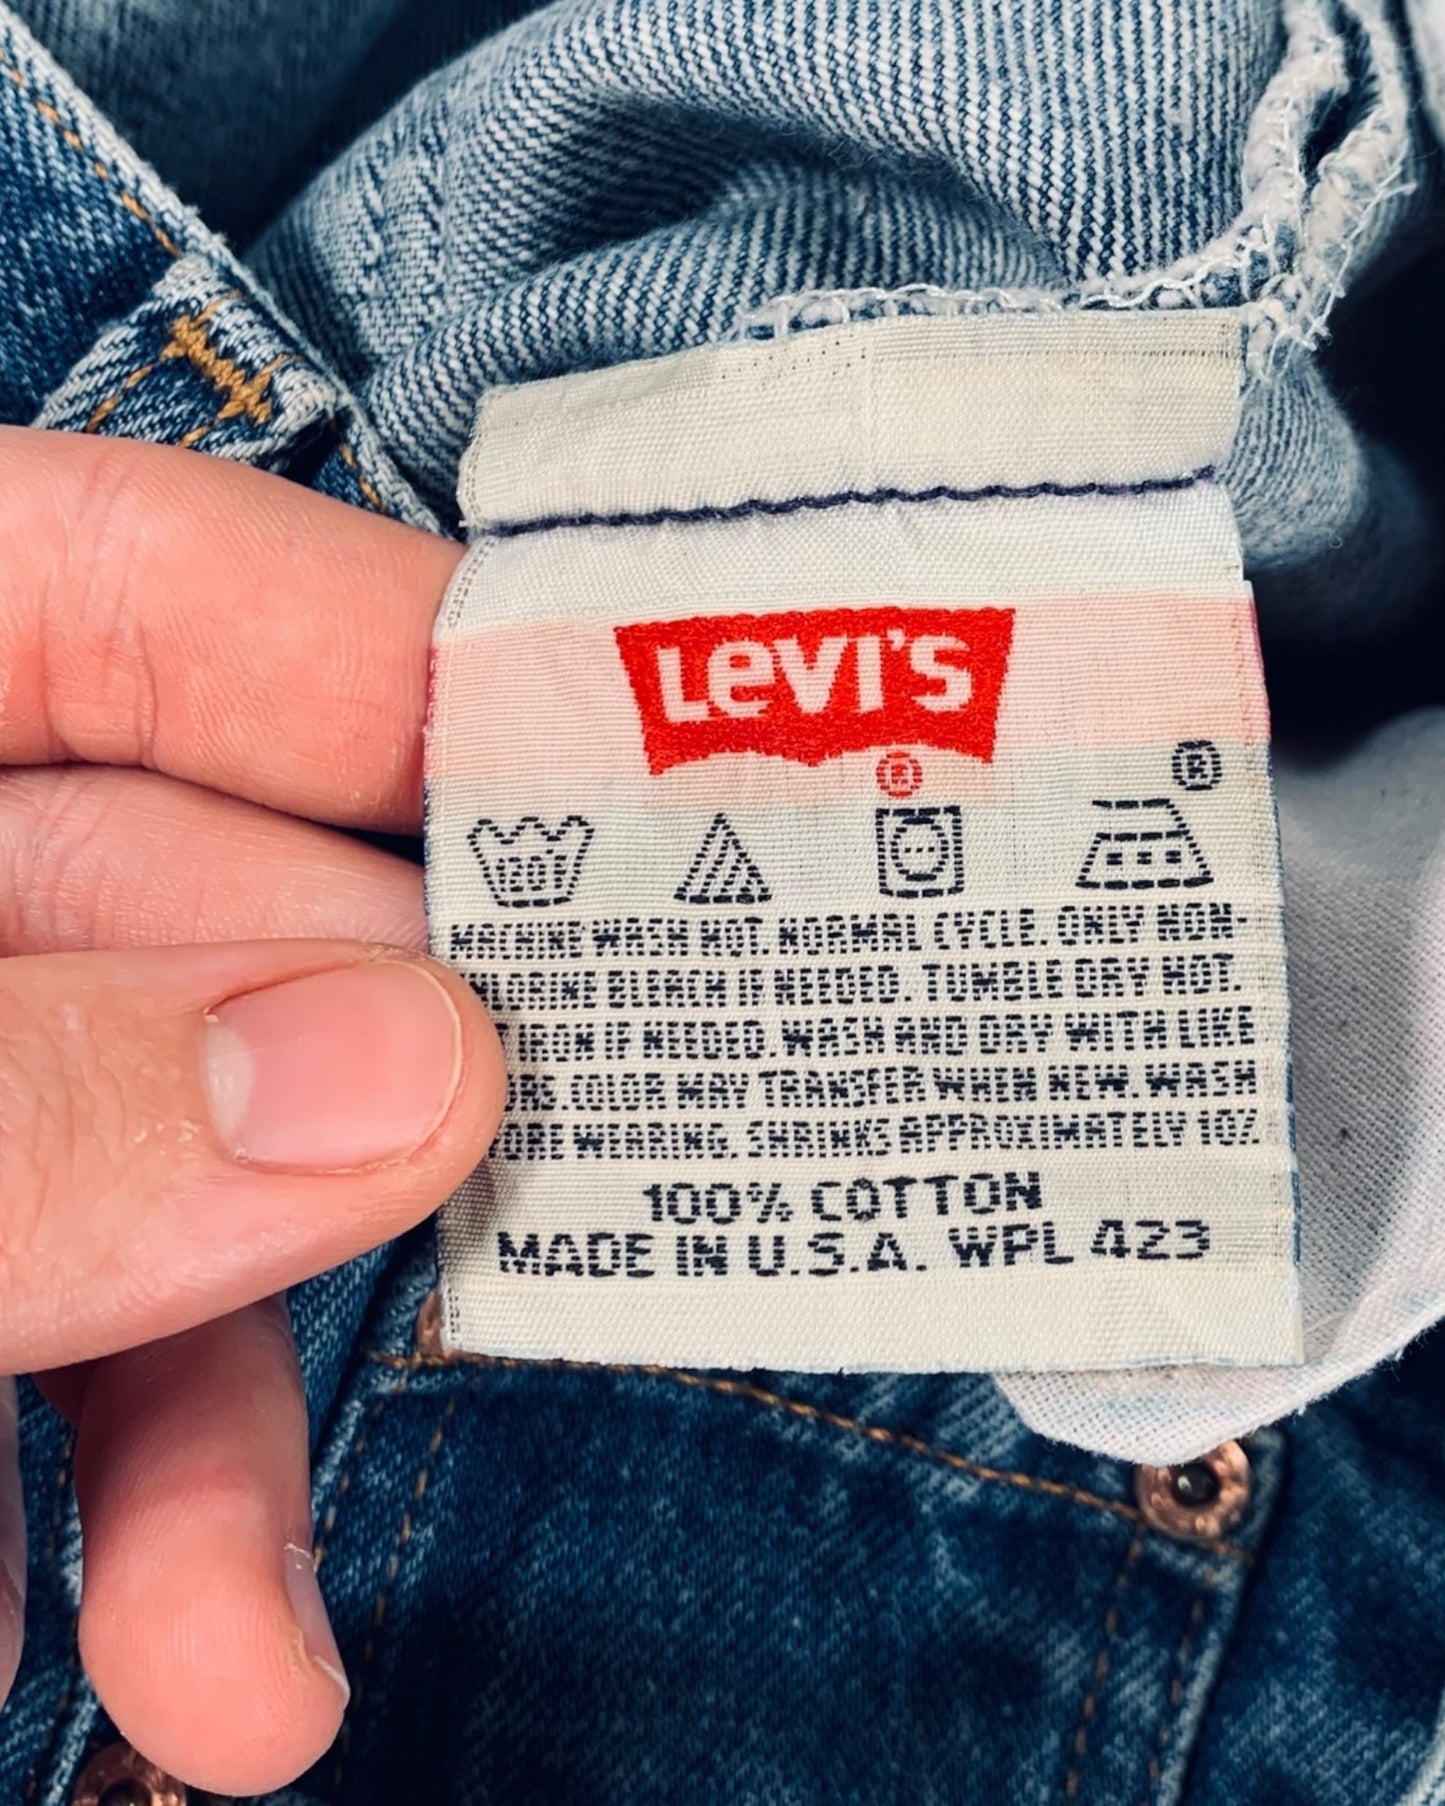 LEVI'S
®
®
120°F
MACHINE WASH HOT. NORMAL CYCLE. ONLY NON-
BLEACH IF NEEDED. TUMBLE DRY HOT.
IRON IF NEEDED. WASH AND DRY WITH LIKE
COLOR MAY TRANSFER WHEN NEW. WASH
WEARING. SHRINKS APPROXIMATELY 10%.
100% COTTON
MADE IN U.S.A. WPL 423